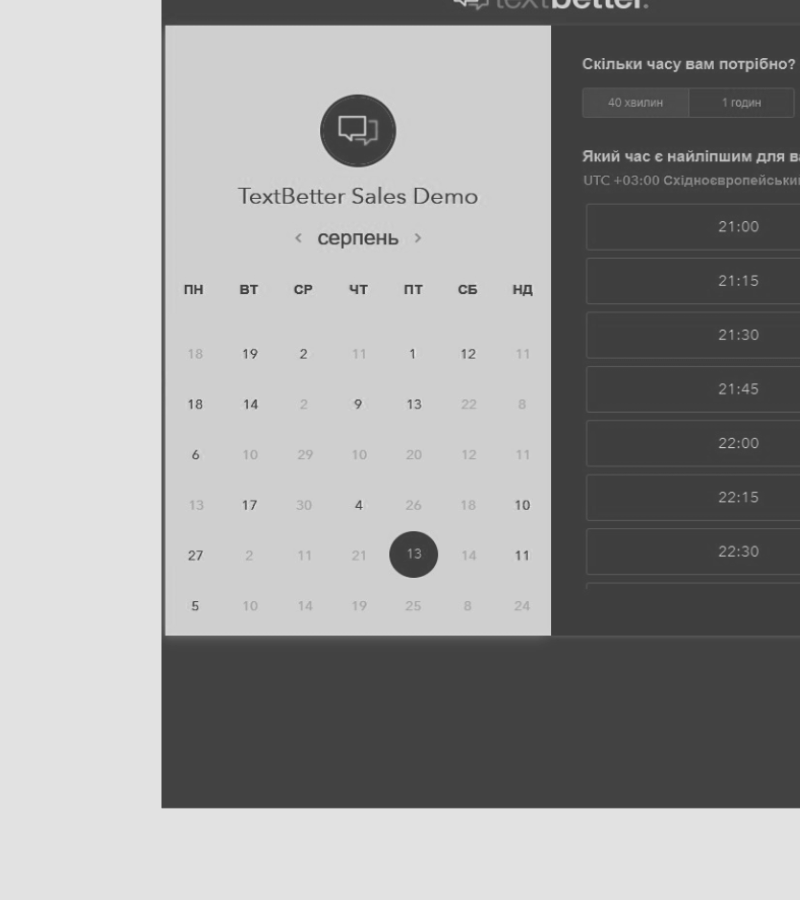 textbetter.
TextBetter Sales Demo
серпень
ПН ВТ СР ЧТ ПТ СБ НД
18 19 2 11 1 12 11
18 14 2 9 13 22 8
6 10 29 10 20 12 11
13 17 30 4 26 18 10
27 2 11 21 13 14 11
5 10 14 19 25 8 24
Скільки часу вам потрібно?
40 хвилин 1 годин
Який час є найліпшим для
UTC +03:00
21:00
21:15
21:30
21:45
22:00
22:15
22:30